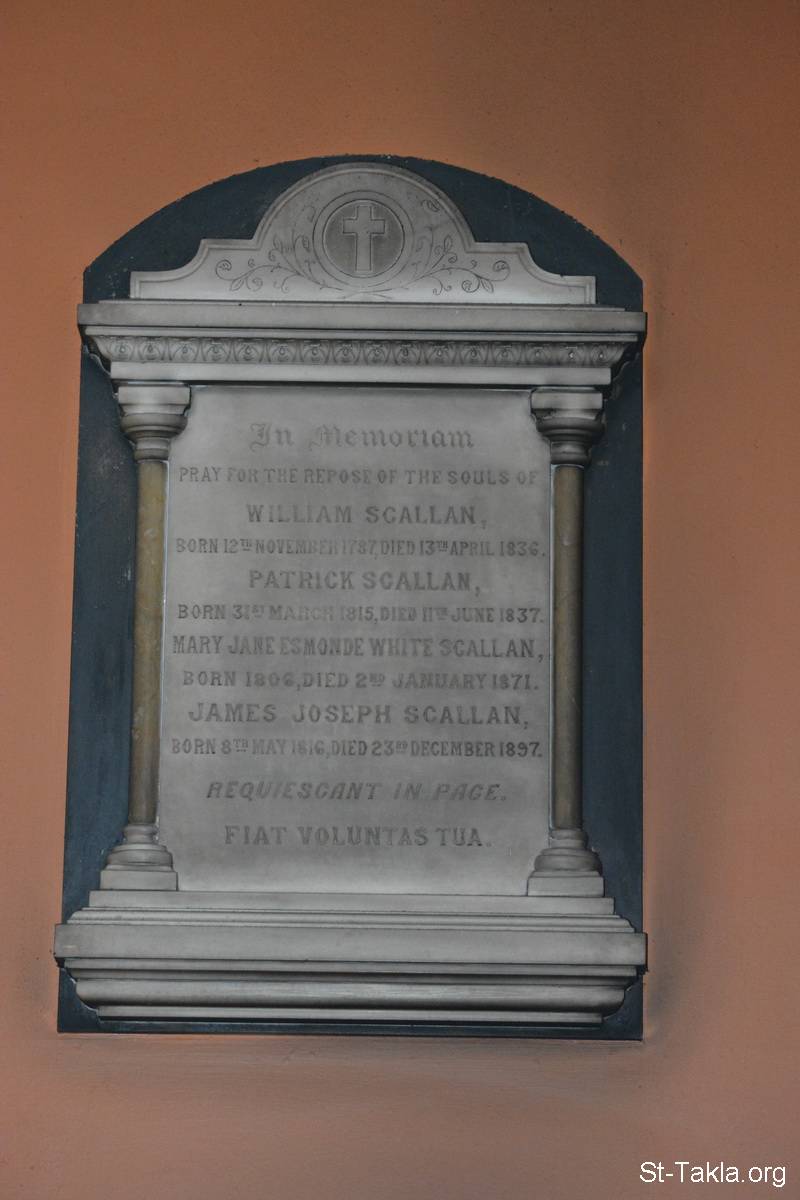 In Memoriam
PRAY FOR THE REPOSE OF THE SOULS OF
WILLIAM SCALLAN,
BORN 12TH NOVEMBER 1787, DIED 13TH APRIL 1836.
PATRICK SCALLAN,
BORN 31ST MARCH 1815, DIED 11TH JUNE 1837.
MARY JANE ESMONDE WHITE SCALLAN,
BORN 1806, DIED 2ND JANUARY 1871.
JAMES JOSEPH SCALLAN,
BORN 8TH MAY 1816, DIED 23RD DECEMBER 1897.
REQUIESCANT IN PACE.
FIAT VOLUNTAS TUA.
St-Takla.org